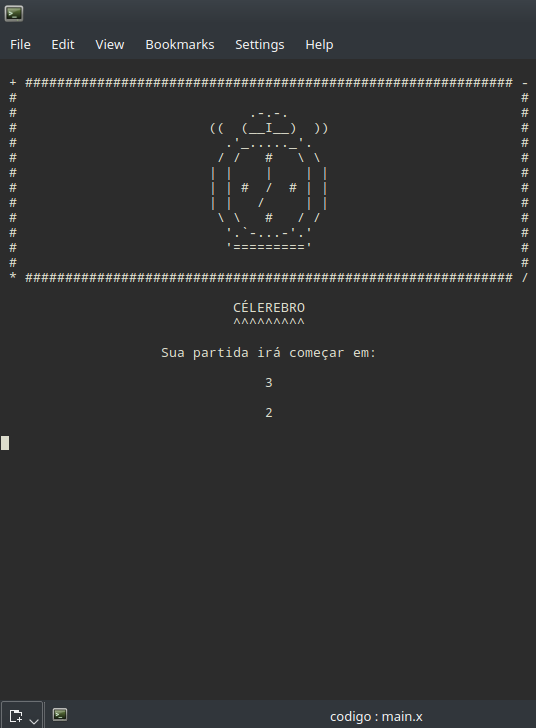 File Edit View Bookmarks Settings Help
+ ############################################################# -
#                                                               #
#                             .-.-.                             #
#                        ((  (__I__)  ))                        #
#                          .'_....._'.                          #
#                         / /   #   \ \                         #
#                        | |    |    | |                        #
#                        | | #  /  # | |                        #
#                        | |   /     | |                        #
#                         \ \   #   / /                         #
#                          '.`-...-'.'                          #
#                          '========='                          #
#                                                               #
* ############################################################# /
CÉLEREBRO
^^^^^^^^^
Sua partida irá começar em:
3
2
codigo : main.x